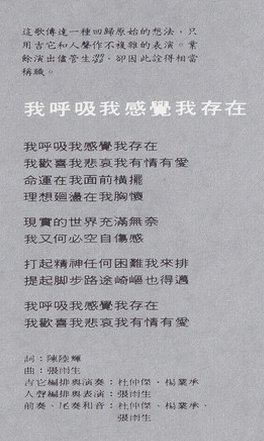 這歌傳達一種回歸原始的想法，只
用吉它和人聲作不複雜的表演。業
餘演出儘管生澀，卻因此詮得相當
稱職。
我呼吸我感覺我存在
我呼吸我感覺我存在
我歡喜我悲哀我有情有愛
命運在我面前橫擺
理想廻盪在我胸懷
現實的世界充滿無奈
我又何必空自傷感
打起精神任何困難我來排
提起脚步路途崎嶇也得邁
我呼吸我感覺我存在
我歡喜我悲哀我有情有愛
詞：陳陸輝
曲：張雨生
吉它編排與演奏：杜仲傑、楊業承
人聲編排與表演：張雨生
前奏、尾奏和音：杜仲傑、楊業承、
張雨生